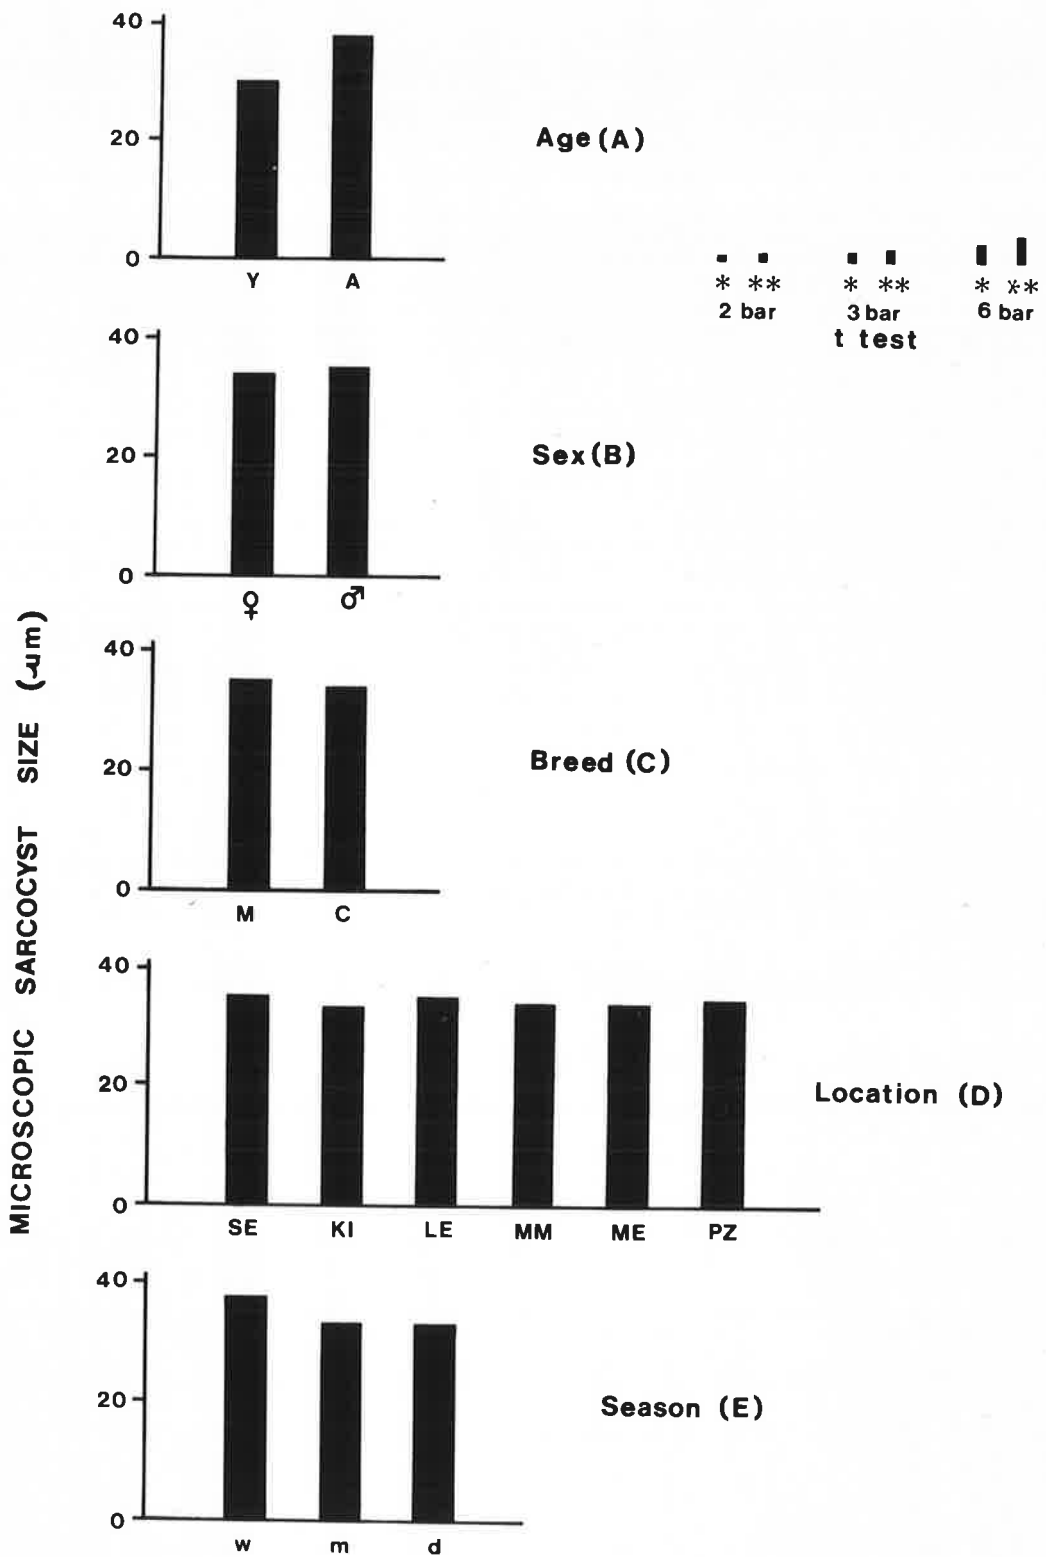 40
20
0
Y A
Age (A)
* ** * ** * **
2 bar 3 bar 6 bar
t test
40
20
0
♀ ♂
Sex (B)
40
20
0
M C
Breed (C)
MICROSCOPIC SARCOCYST SIZE (μm)
40
20
0
SE KI LE MM ME PZ
Location (D)
40
20
0
w m d
Season (E)